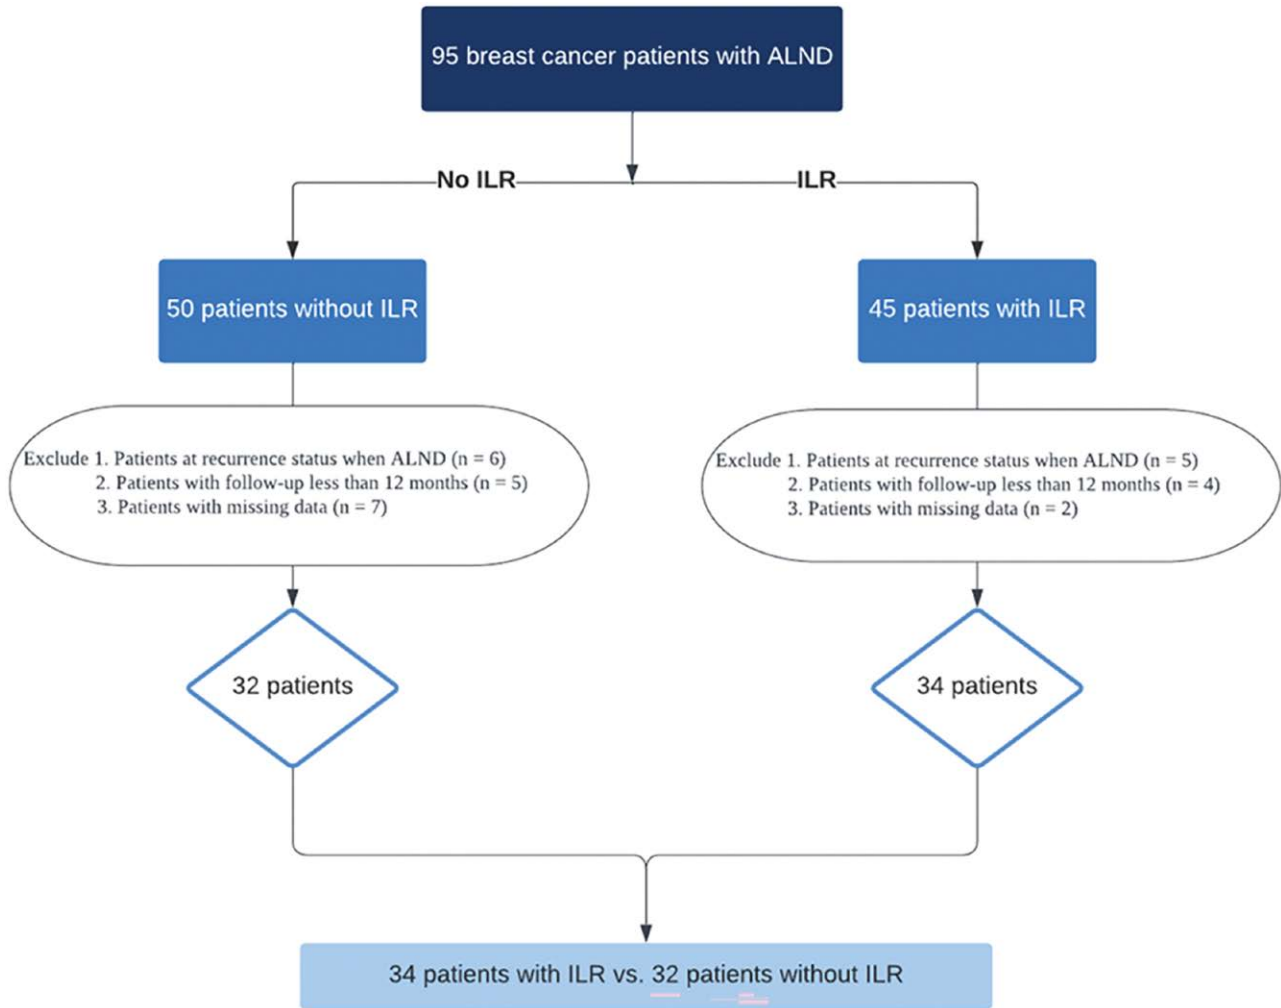 95 breast cancer patients with ALND
No ILR
ILR
50 patients without ILR
45 patients with ILR
Exclude 1. Patients at recurrence status when ALND (n = 6)
2. Patients with follow-up less than 12 months (n = 5)
3. Patients with missing data (n = 7)
Exclude 1. Patients at recurrence status when ALND (n = 5)
2. Patients with follow-up less than 12 months (n = 4)
3. Patients with missing data (n = 2)
32 patients
34 patients
34 patients with ILR vs. 32 patients without ILR